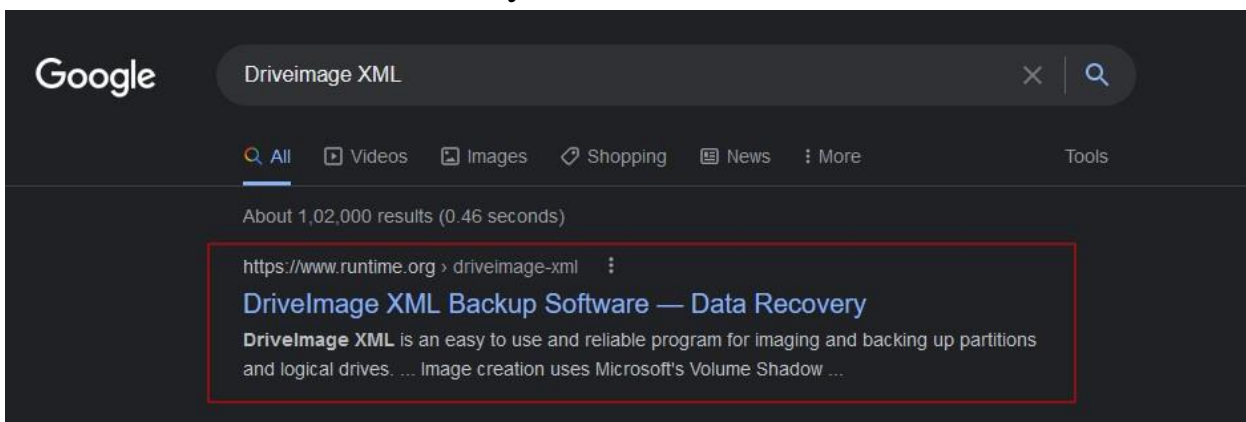 Google
Driveimage XML
All Videos Images Shopping News More Tools
About 1,02,000 results (0.46 seconds)
https://www.runtime.org › driveimage-xml
DriveImage XML Backup Software — Data Recovery
DriveImage XML is an easy to use and reliable program for imaging and backing up partitions
and logical drives. ... Image creation uses Microsoft's Volume Shadow ...